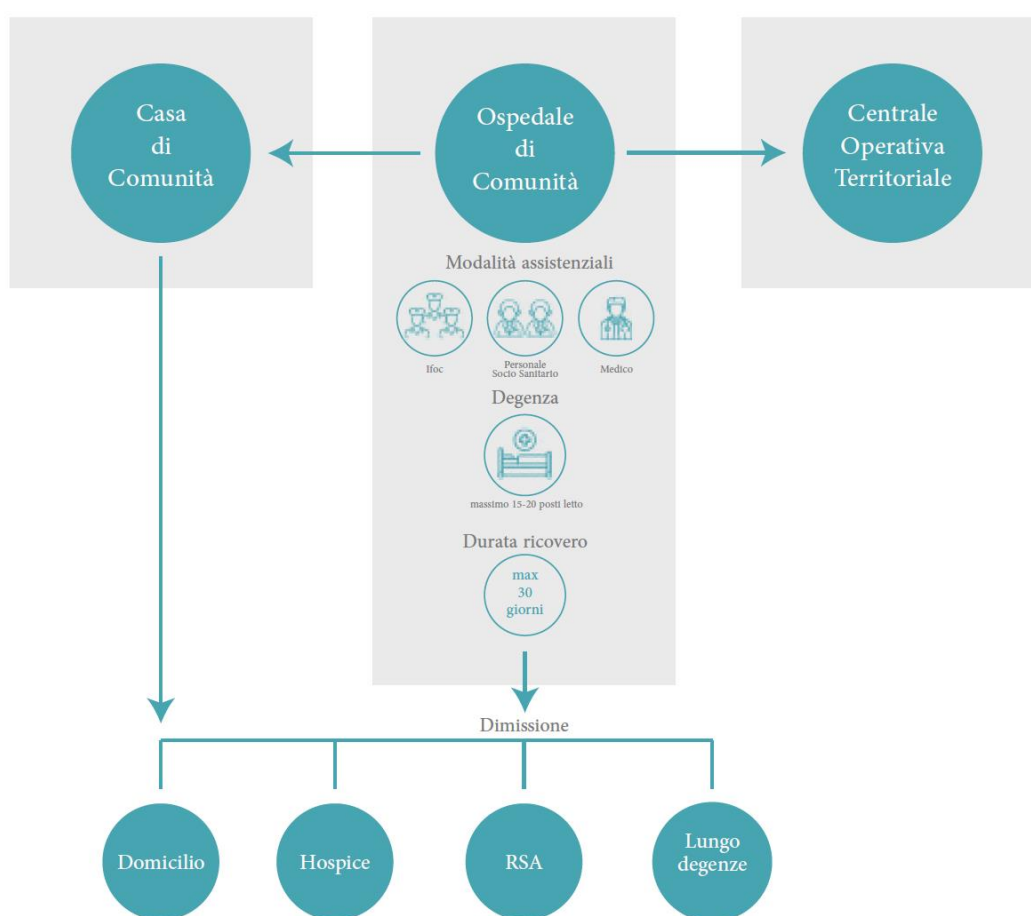 Casa
di
Comunità
Ospedale
di
Comunità
Centrale
Operativa
Territoriale
Modalità assistenziali
Ifoc
Personale
Socio Sanitario
Medico
Degenza
massimo 15-20 posti letto
Durata ricovero
max
30
giorni
Dimissione
Domicilio
Hospice
RSA
Lungo
degenze